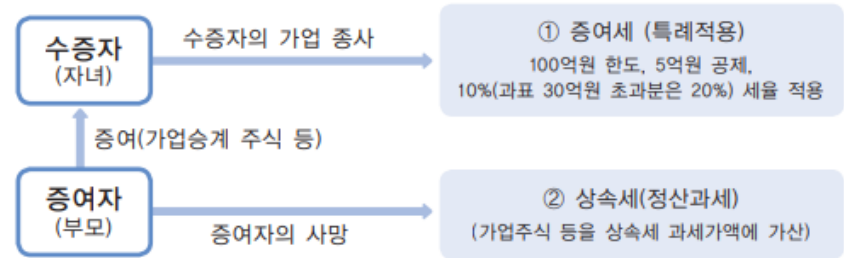 수증자
(자녀)
수증자의 가업 종사
① 증여세 (특례적용)
100억원 한도, 5억원 공제,
10%(과표 30억원 초과분은 20%) 세율 적용
증여(가업승계 주식 등)
증여자
(부모)
증여자의 사망
② 상속세(정산과세)
(가업주식 등을 상속세 과세가액에 가산)